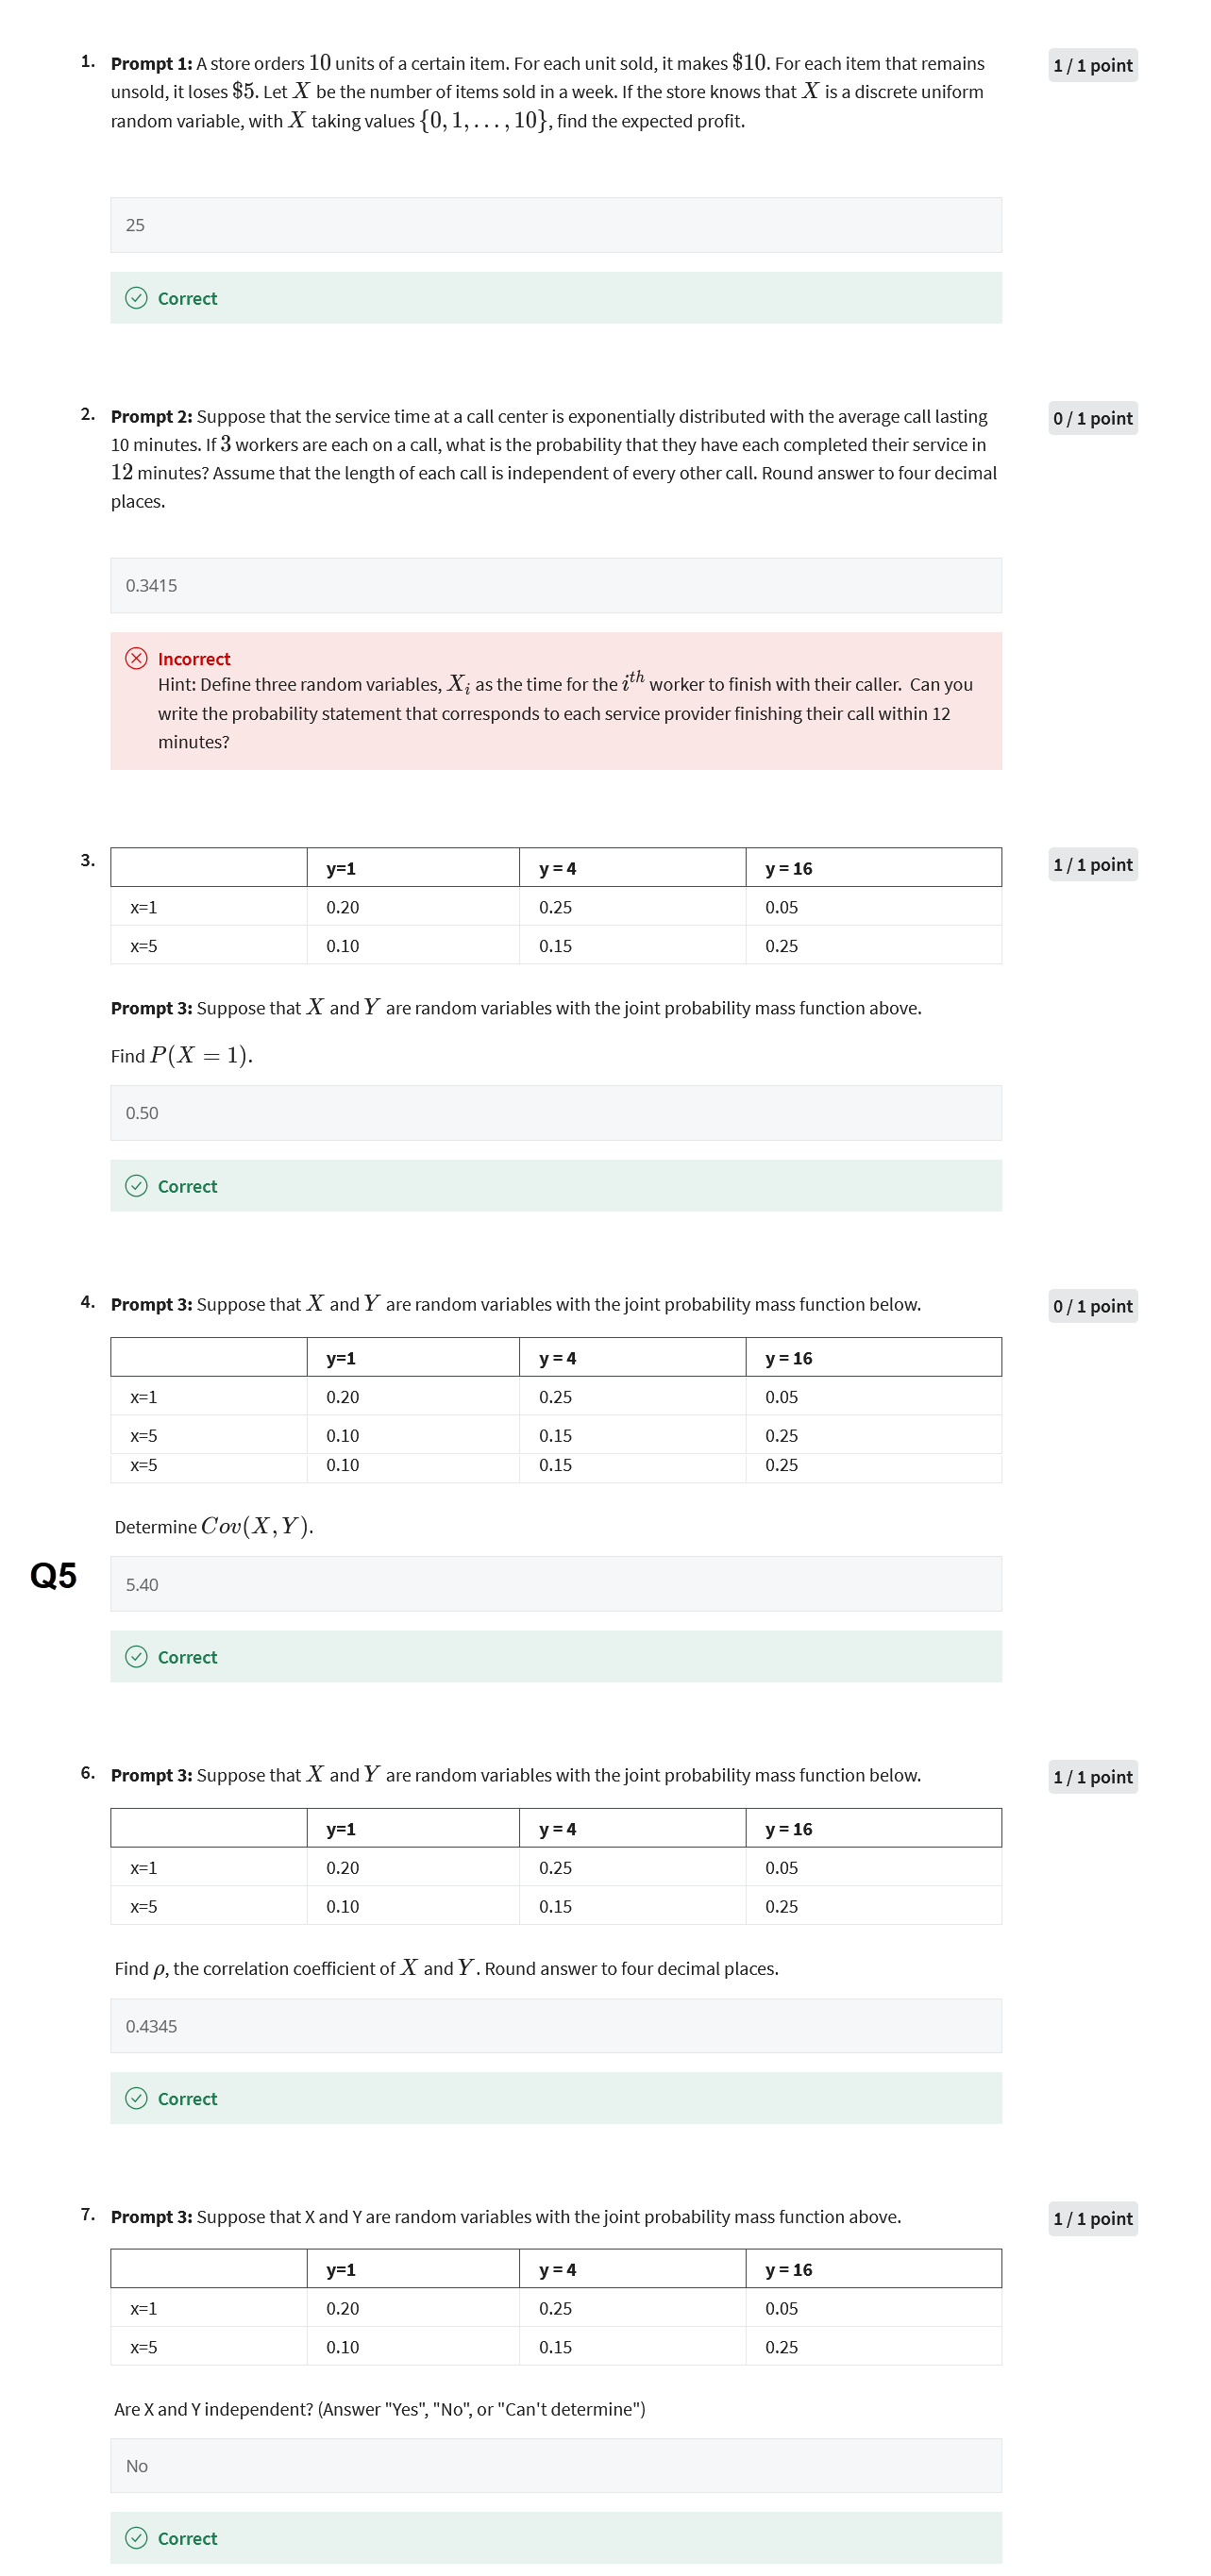 1. Prompt 1: A store orders 10 units of a certain item. For each unit sold, it makes $10. For each item that remains
1 / 1 point
unsold, it loses $5. Let X be the number of items sold in a week. If the store knows that X is a discrete uniform
random variable, with X taking values {0, 1, . . . , 10}, find the expected profit.
25
Correct
2. Prompt 2: Suppose that the service time at a call center is exponentially distributed with the average call lasting
0 / 1 point
10 minutes. If 3 workers are each on a call, what is the probability that they have each completed their service in
12 minutes? Assume that the length of each call is independent of every other call. Round answer to four decimal
places.
0.3415
Incorrect
Hint: Define three random variables, X_i as the time for the i^{th} worker to finish with their caller. Can you
write the probability statement that corresponds to each service provider finishing their call within 12
minutes?
3. y=1 y = 4 y = 16
1 / 1 point
x=1 0.20 0.25 0.05
x=5 0.10 0.15 0.25
Prompt 3: Suppose that X and Y are random variables with the joint probability mass function above.
Find P(X = 1).
0.50
Correct
4. Prompt 3: Suppose that X and Y are random variables with the joint probability mass function below.
0 / 1 point
y=1 y = 4 y = 16
x=1 0.20 0.25 0.05
x=5 0.10 0.15 0.25
x=5 0.10 0.15 0.25
Determine Cov(X, Y).
Q5
5.40
Correct
6. Prompt 3: Suppose that X and Y are random variables with the joint probability mass function below.
1 / 1 point
y=1 y = 4 y = 16
x=1 0.20 0.25 0.05
x=5 0.10 0.15 0.25
Find ρ, the correlation coefficient of X and Y. Round answer to four decimal places.
0.4345
Correct
7. Prompt 3: Suppose that X and Y are random variables with the joint probability mass function above.
1 / 1 point
y=1 y = 4 y = 16
x=1 0.20 0.25 0.05
x=5 0.10 0.15 0.25
Are X and Y independent? (Answer "Yes", "No", or "Can't determine")
No
Correct